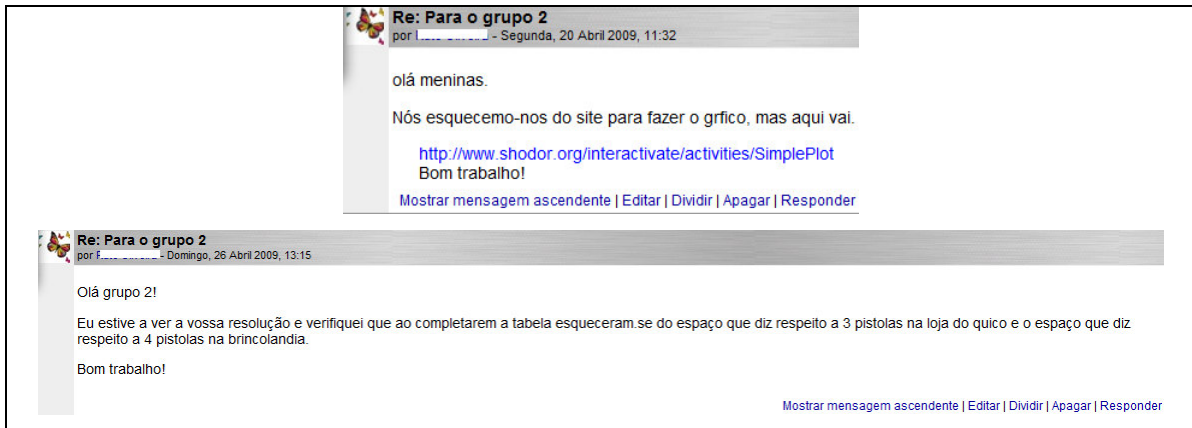 Re: Para o grupo 2
por - Segunda, 20 Abril 2009, 11:32
olá meninas.
Nós esquecemo-nos do site para fazer o grfico, mas aqui vai.
http://www.shodor.org/interactivate/activities/SimplePlot
Bom trabalho!
Mostrar mensagem ascendente | Editar | Dividir | Apagar | Responder
Re: Para o grupo 2
por - Domingo, 26 Abril 2009, 13:15
Olá grupo 2!
Eu estive a ver a vossa resolução e verifiquei que ao completarem a tabela esqueceram.se do espaço que diz respeito a 3 pistolas na loja do quico e o espaço que diz
respeito a 4 pistolas na brincolandia.
Bom trabalho!
Mostrar mensagem ascendente | Editar | Dividir | Apagar | Responder